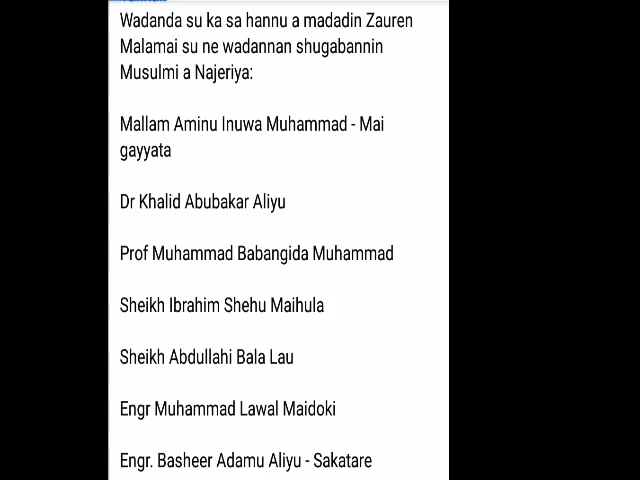 Wadanda su ka sa hannu a madadin Zauren
Malamai su ne wadannan shugabannin
Musulmi a Najeriya:
Mallam Aminu Inuwa Muhammad - Mai
gayyata
Dr Khalid Abubakar Aliyu
Prof Muhammad Babangida Muhammad
Sheikh Ibrahim Shehu Maihula
Sheikh Abdullahi Bala Lau
Engr Muhammad Lawal Maidoki
Engr. Basheer Adamu Aliyu - Sakatare